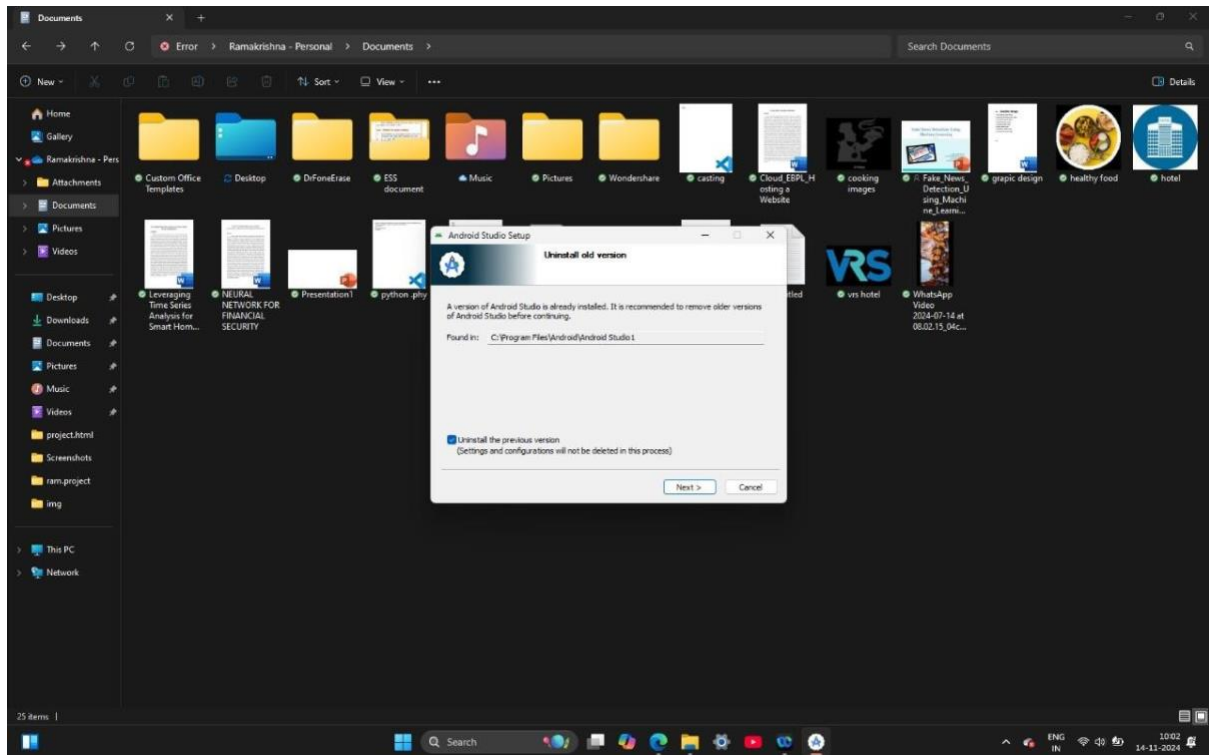 Documents
Error > Ramakrishna - Personal > Documents >
Search Documents
New
Sort
View
Details
Home
Gallery
Ramakrishna - Pers
Attachments
Documents
Pictures
Videos
Desktop
Downloads
Documents
Pictures
Music
Videos
project.html
Screenshots
ram.project
img
This PC
Network
Custom Office
Templates
Desktop
DrFoneErase
ESS
document
Music
Pictures
Wondershare
casting
Cloud_EBPL_H
osting a
Website
cooking
images
Fake_News_
Detection_U
sing_Machi
ne_Learni...
grapic design
healthy food
hotel
Leveraging
Time Series
Analysis for
Smart Hom...
NEURAL
NETWORK FOR
FINANCIAL
SECURITY
Presentation1
python .phy
VRS
vrs hotel
WhatsApp
Video
2024-07-14 at
08.02.15_04c...
Android Studio Setup
Uninstall old version
A version of Android Studio is already installed. It is recommended to remove older versions
of Android Studio before continuing.
Found in: C:\Program Files\Android\Android Studio1
Uninstall the previous version
(Settings and configurations will not be deleted in this process)
Next >
Cancel
25 items
Search
ENG
IN
10:02
14-11-2024